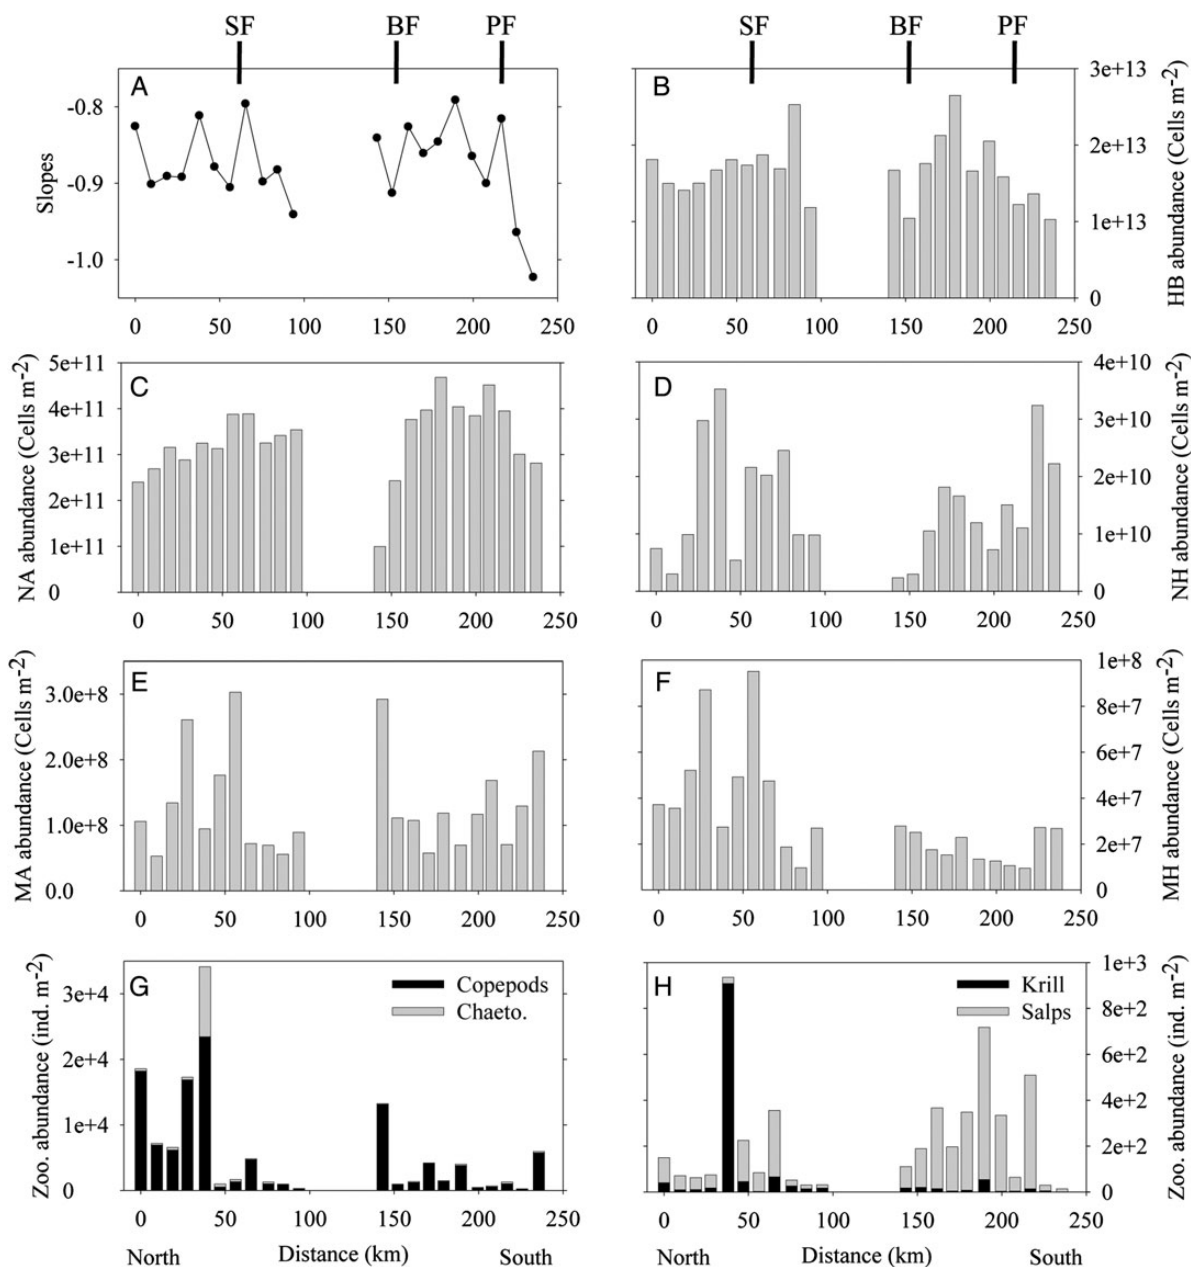 SF BF PF SF BF PF
A
-0.8
-0.9
-1.0
Slopes
0 50 100 150 200 250
B
3e+13
2e+13
1e+13
0
HB abundance (Cells m-2)
0 50 100 150 200 250
C
5e+11
4e+11
3e+11
2e+11
1e+11
0
NA abundance (Cells m-2)
0 50 100 150 200 250
D
4e+10
3e+10
2e+10
1e+10
0
NH abundance (Cells m-2)
0 50 100 150 200 250
E
3.0e+8
2.0e+8
1.0e+8
0.0
MA abundance (Cells m-2)
0 50 100 150 200 250
F
1e+8
8e+7
6e+7
4e+7
2e+7
0
MH abundance (Cells m-2)
0 50 100 150 200 250
G
Copepods
Chaeto.
3e+4
2e+4
1e+4
0
Zoo. abundance (ind. m-2)
0 50 100 150 200 250
North Distance (km) South
H
Krill
Salps
1e+3
8e+2
6e+2
4e+2
2e+2
0
Zoo. abundance (ind. m-2)
0 50 100 150 200 250
North Distance (km) South